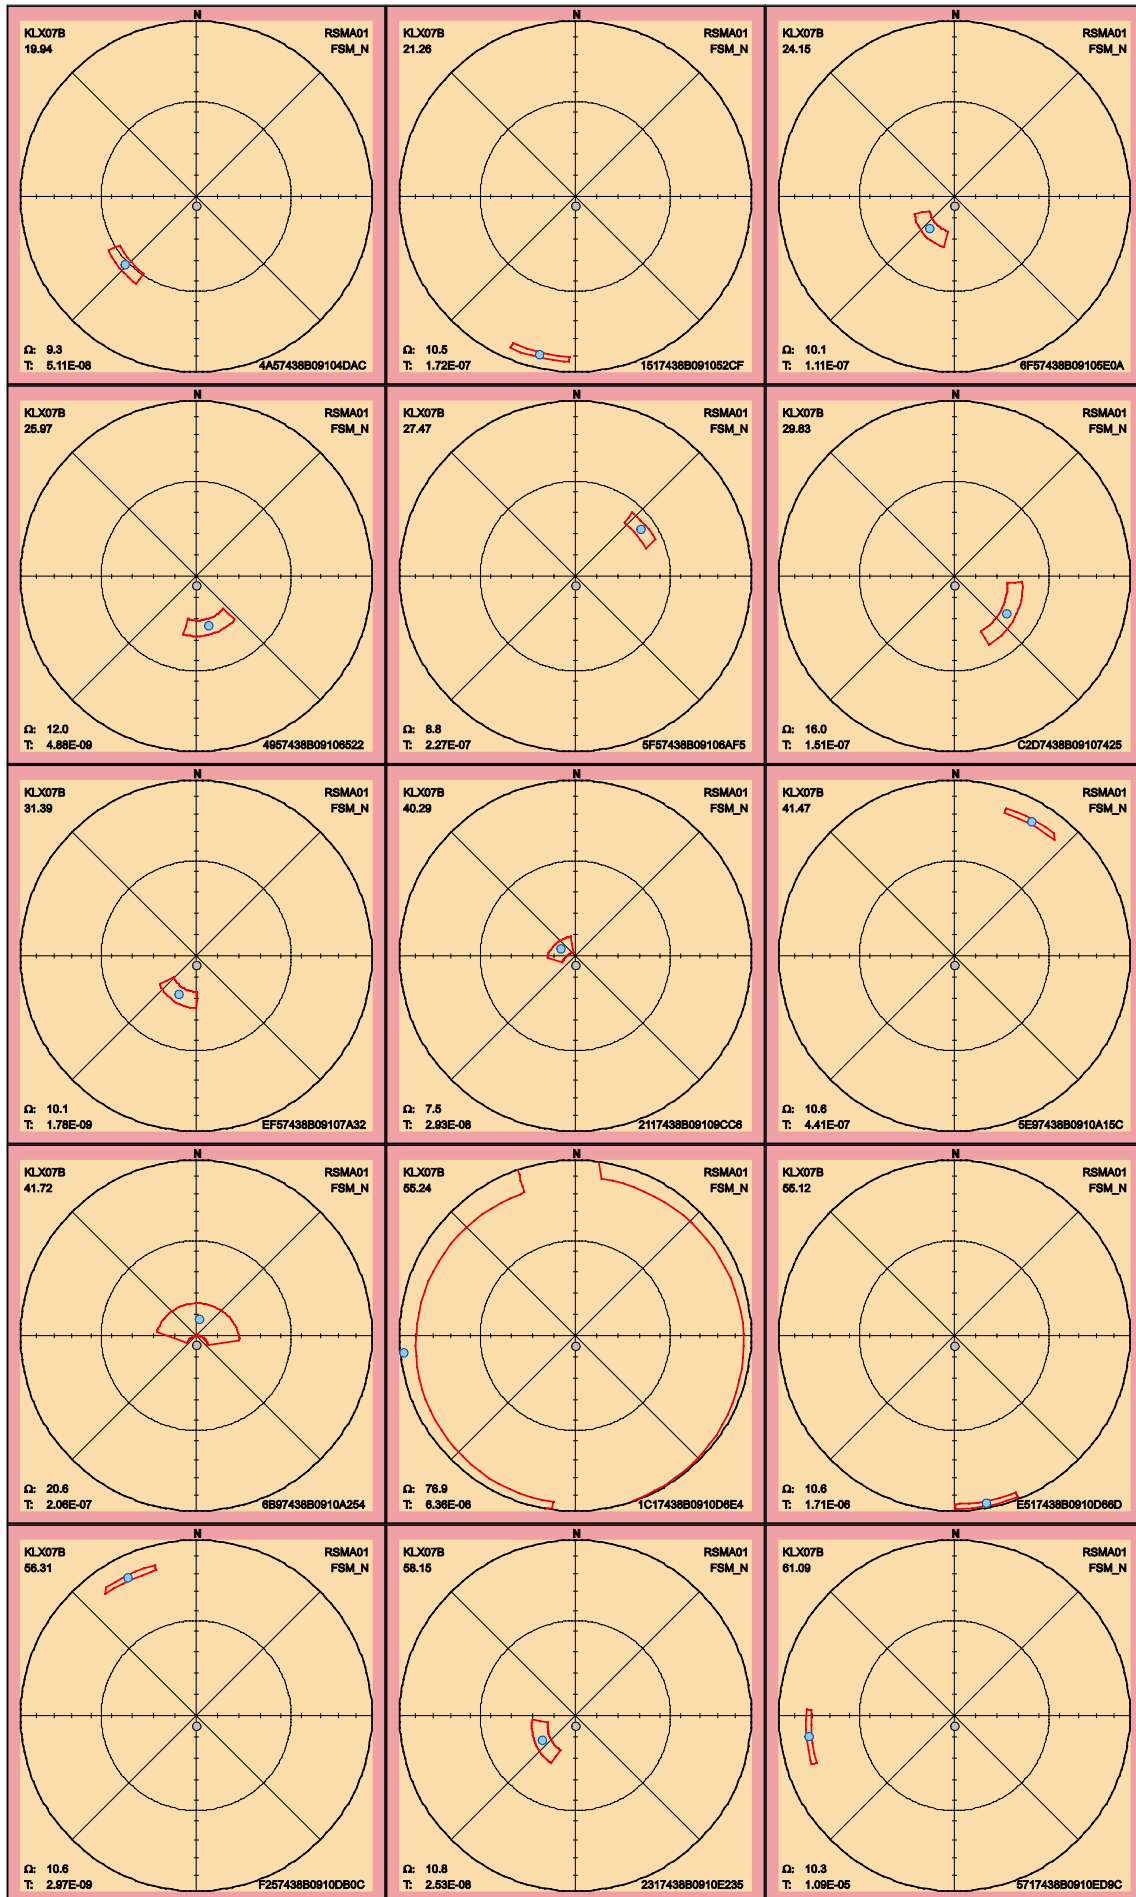 N
KLX07B RSMA01
19.94 FSM_N
Ω: 9.3
T: 5.11E-08 4A57438B09104DAC
N
KLX07B RSMA01
21.26 FSM_N
Ω: 10.5
T: 1.72E-07 1517438B091052CF
N
KLX07B RSMA01
24.15 FSM_N
Ω: 10.1
T: 1.11E-07 6F57438B09105E0A
N
KLX07B RSMA01
25.97 FSM_N
Ω: 12.0
T: 4.88E-09 4957438B09106522
N
KLX07B RSMA01
27.47 FSM_N
Ω: 8.8
T: 2.27E-07 5F57438B09106AF5
N
KLX07B RSMA01
29.83 FSM_N
Ω: 16.0
T: 1.51E-07 C2D7438B09107425
N
KLX07B RSMA01
31.39 FSM_N
Ω: 10.1
T: 1.78E-09 EF57438B09107A32
N
KLX07B RSMA01
40.29 FSM_N
Ω: 7.5
T: 2.93E-08 2117438B09109CC6
N
KLX07B RSMA01
41.47 FSM_N
Ω: 10.6
T: 4.41E-07 5E97438B0910A15C
N
KLX07B RSMA01
41.72 FSM_N
Ω: 20.6
T: 2.06E-07 6B97438B0910A254
N
KLX07B RSMA01
55.24 FSM_N
Ω: 76.9
T: 6.36E-06 1C17438B0910D6E4
N
KLX07B RSMA01
55.12 FSM_N
Ω: 10.6
T: 1.71E-06 E517438B0910D66D
N
KLX07B RSMA01
56.31 FSM_N
Ω: 10.6
T: 2.97E-09 F257438B0910DB0C
N
KLX07B RSMA01
58.15 FSM_N
Ω: 10.8
T: 2.53E-08 2317438B0910E235
N
KLX07B RSMA01
61.09 FSM_N
Ω: 10.3
T: 1.09E-05 5717438B0910ED9C